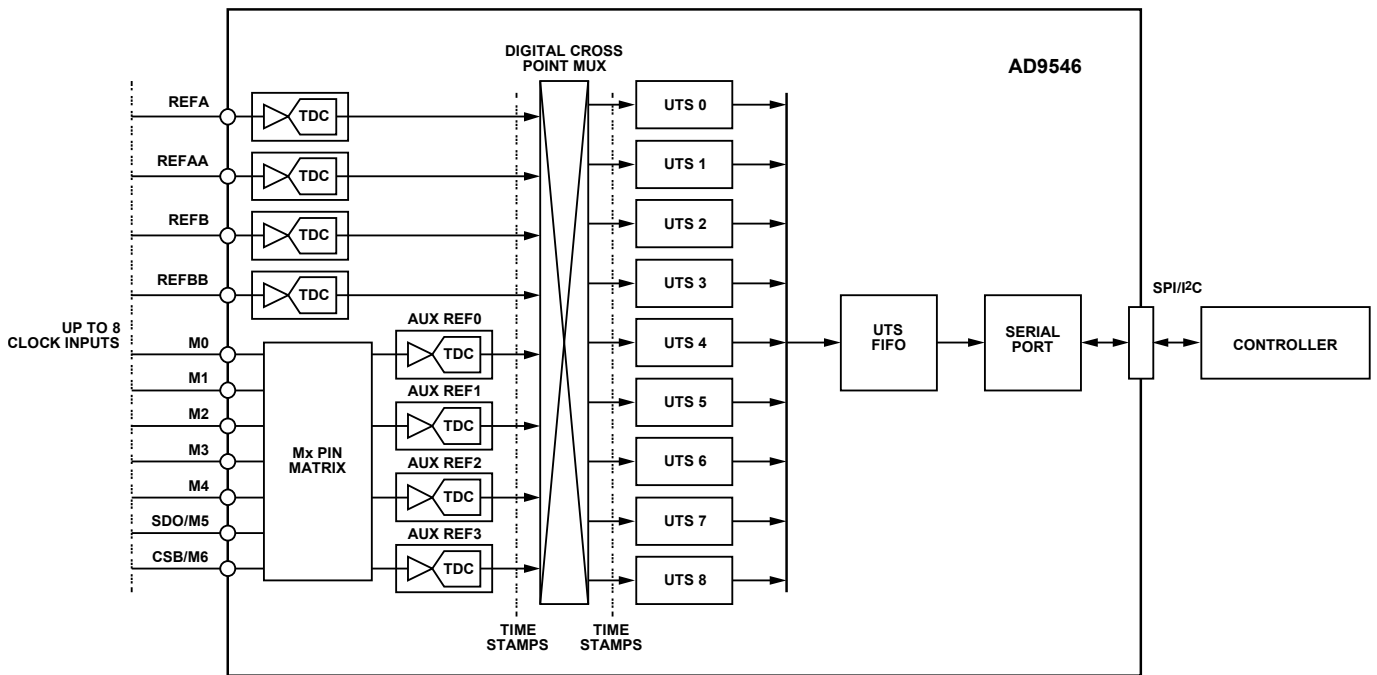 AD9546
DIGITAL CROSS
POINT MUX
UP TO 8
CLOCK INPUTS
REFA
TDC
REFAA
TDC
REFB
TDC
REFBB
TDC
M0
M1
M2
M3
M4
SDO/M5
CSB/M6
Mx PIN
MATRIX
AUX REF0
TDC
AUX REF1
TDC
AUX REF2
TDC
AUX REF3
TDC
TIME
STAMPS
TIME
STAMPS
UTS 0
UTS 1
UTS 2
UTS 3
UTS 4
UTS 5
UTS 6
UTS 7
UTS 8
UTS
FIFO
SERIAL
PORT
SPI/I²C
CONTROLLER